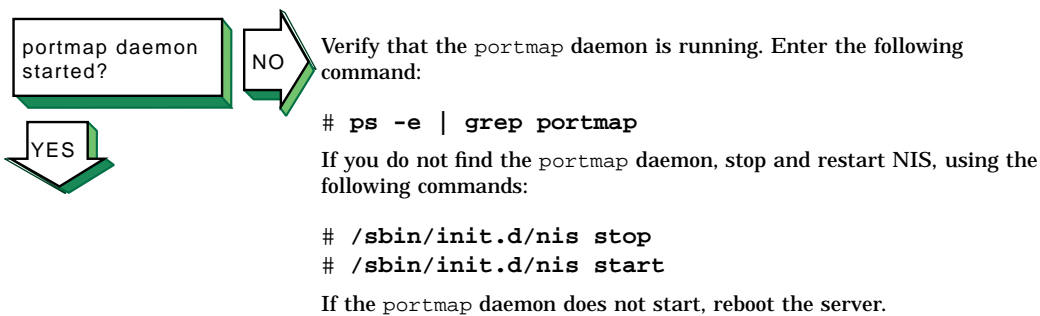 portmap daemon
started?
NO
YES
Verify that the portmap daemon is running. Enter the following
command:
# ps -e | grep portmap
If you do not find the portmap daemon, stop and restart NIS, using the
following commands:
# /sbin/init.d/nis stop
# /sbin/init.d/nis start
If the portmap daemon does not start, reboot the server.